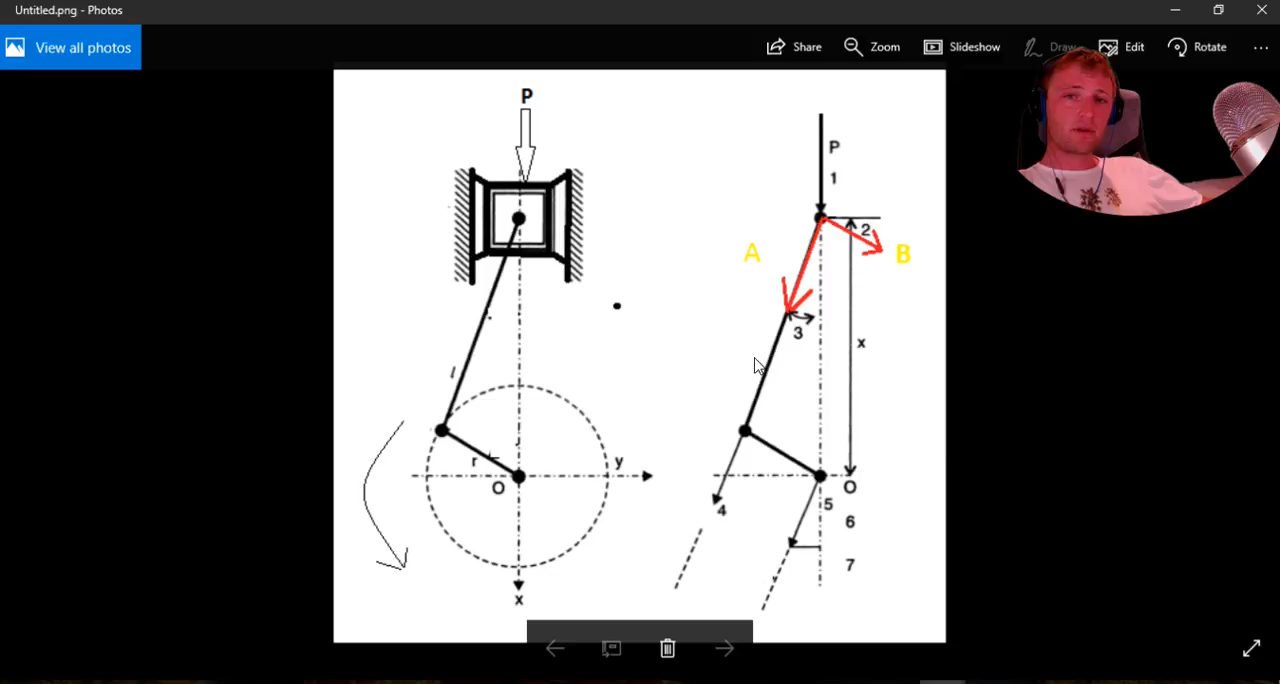 Untitled.png - Photos
View all photos
Share
Zoom
Slideshow
Draw
Edit
Rotate
P
l
r
O
y
x
P
1
2
A
B
3
x
4
O
5
6
7